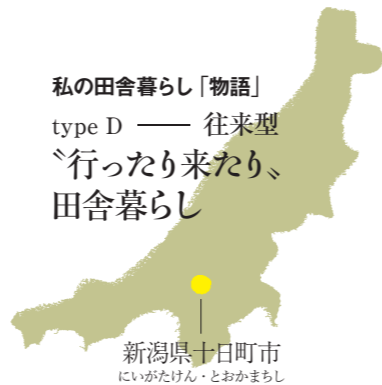 私の田舎暮らし「物語」
type D ── 往来型
〝行ったり来たり〟
田舎暮らし
新潟県十日町市
にいがたけん・とおかまちし